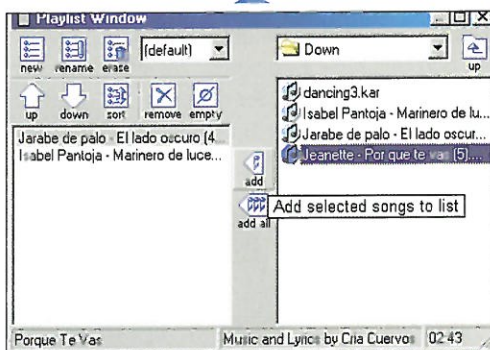 Playlist Window
new rename erase (default)
up down sort remove empty
Jarabe de palo - El lado oscuro (4...
Isabel Pantoja - Marinero de luce...
add
add all
Down
up
dancing3.kar
Isabel Pantoja - Marinero de lu...
Jarabe de palo - El lado oscur...
Jeanette - Por que te vas (5)....
Add selected songs to list
Porque Te Vas
Music and Lyrics by Cria Cuervos
02:43